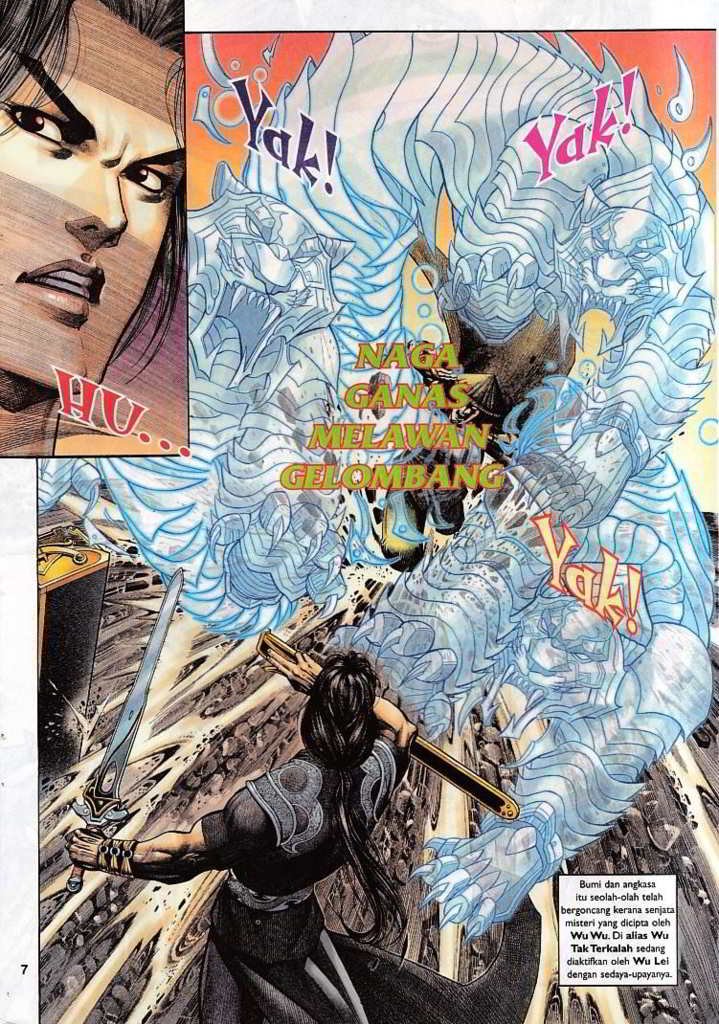 Yak!
Yak!
HU...
NAGA
GANAS
MELAWAN
GELOMBANG
Yak!
Bumi dan angkasa
itu seolah-olah telah
bergoncang kerana senjata
misteri yang dicipta oleh
Wu Wu. Di alias Wu
Tak Terkalah sedang
diaktifkan oleh Wu Lei
dengan sedaya-upayanya.
7